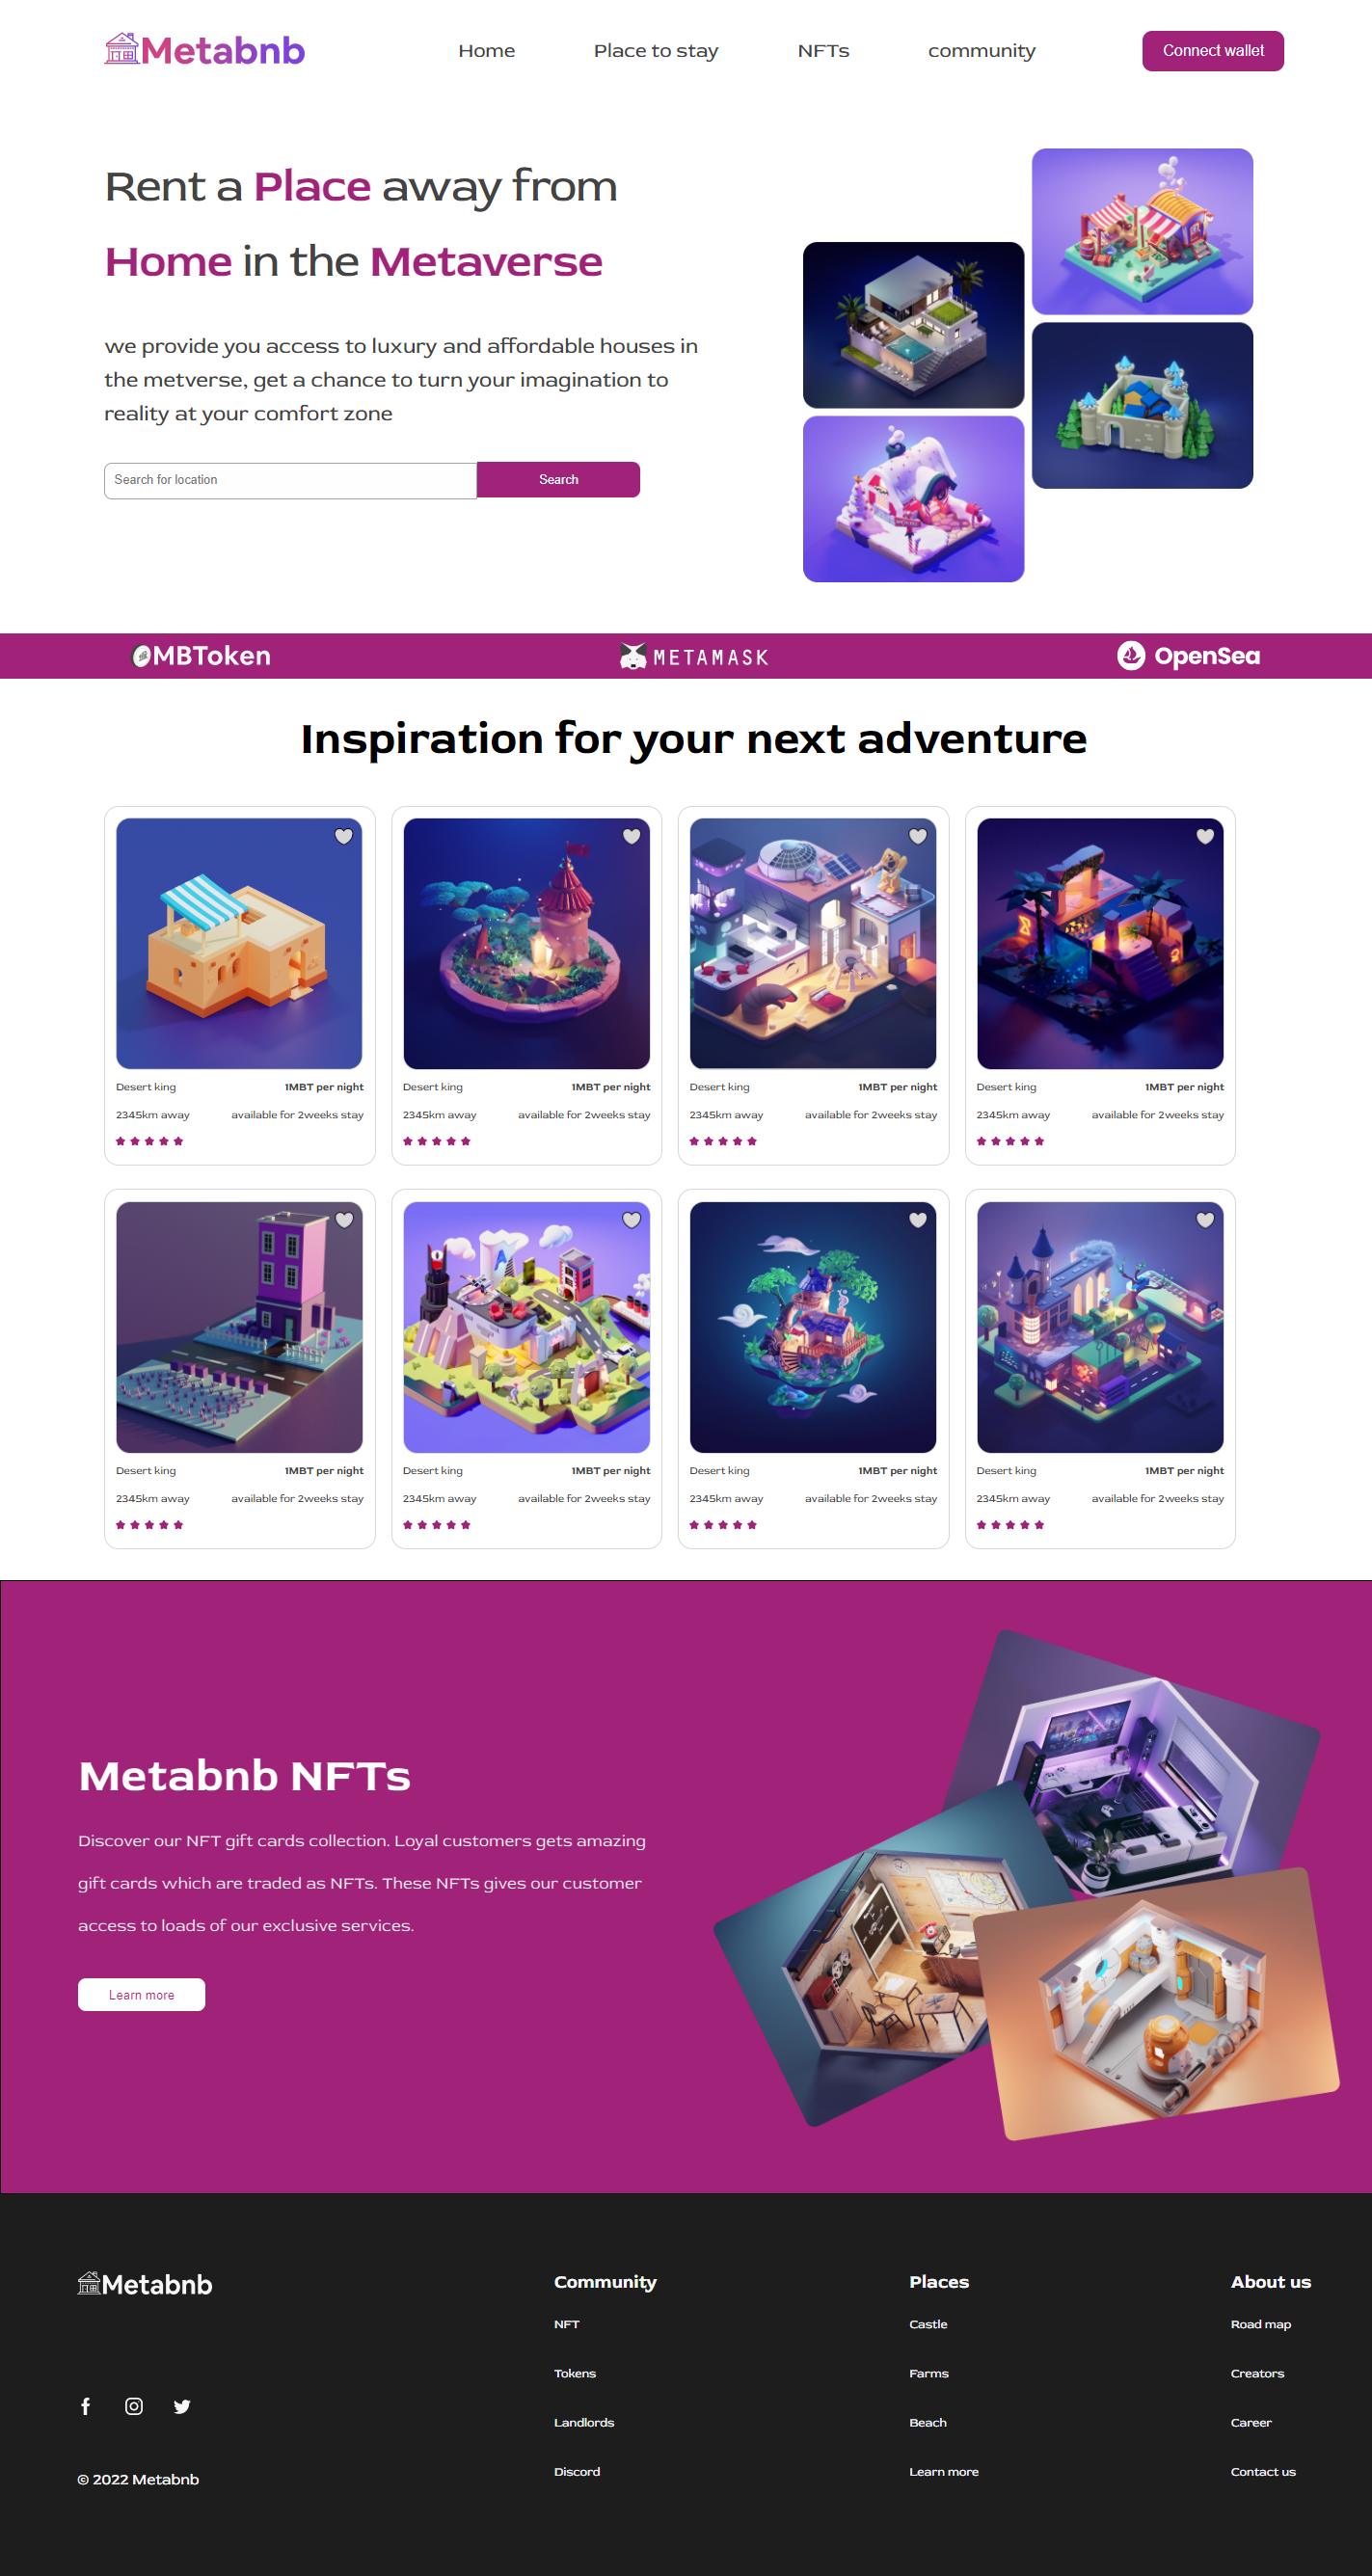 Metabnb
Home
Place to stay
NFTs
community
Connect wallet
Rent a Place away from
Home in the Metaverse
we provide you access to luxury and affordable houses in
the metverse, get a chance to turn your imagination to
reality at your comfort zone
Search for location
Search
MBToken
METAMASK
OpenSea
Inspiration for your next adventure
Desert king 1MBT per night
2345km away available for 2weeks stay
Desert king 1MBT per night
2345km away available for 2weeks stay
Desert king 1MBT per night
2345km away available for 2weeks stay
Desert king 1MBT per night
2345km away available for 2weeks stay
Desert king 1MBT per night
2345km away available for 2weeks stay
Desert king 1MBT per night
2345km away available for 2weeks stay
Desert king 1MBT per night
2345km away available for 2weeks stay
Desert king 1MBT per night
2345km away available for 2weeks stay
Metabnb NFTs
Discover our NFT gift cards collection. Loyal customers gets amazing
gift cards which are traded as NFTs. These NFTs gives our customer
access to loads of our exclusive services.
Learn more
Metabnb
© 2022 Metabnb
Community
NFT
Tokens
Landlords
Discord
Places
Castle
Farms
Beach
Learn more
About us
Road map
Creators
Career
Contact us